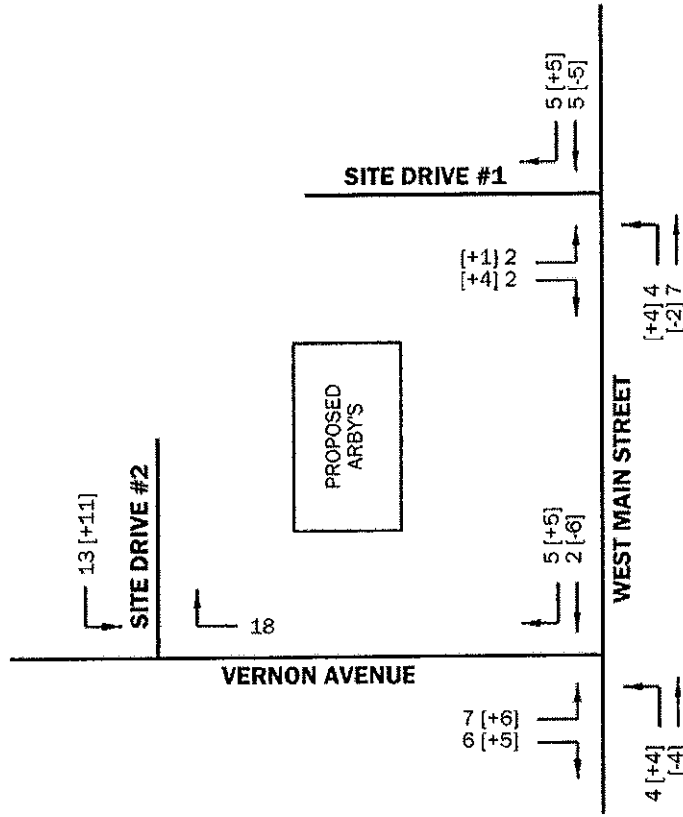 13 [+11]
SITE DRIVE #2
18
PROPOSED
ARBY'S
SITE DRIVE #1
5 [+5]
5 [-5]
[+1] 2
[+4] 2
VERNON AVENUE
7 [+6]
6 [+5]
5 [+5]
2 [-6]
WEST MAIN STREET
4 [+4]
[-4]
[+4] 4
[-2] 7